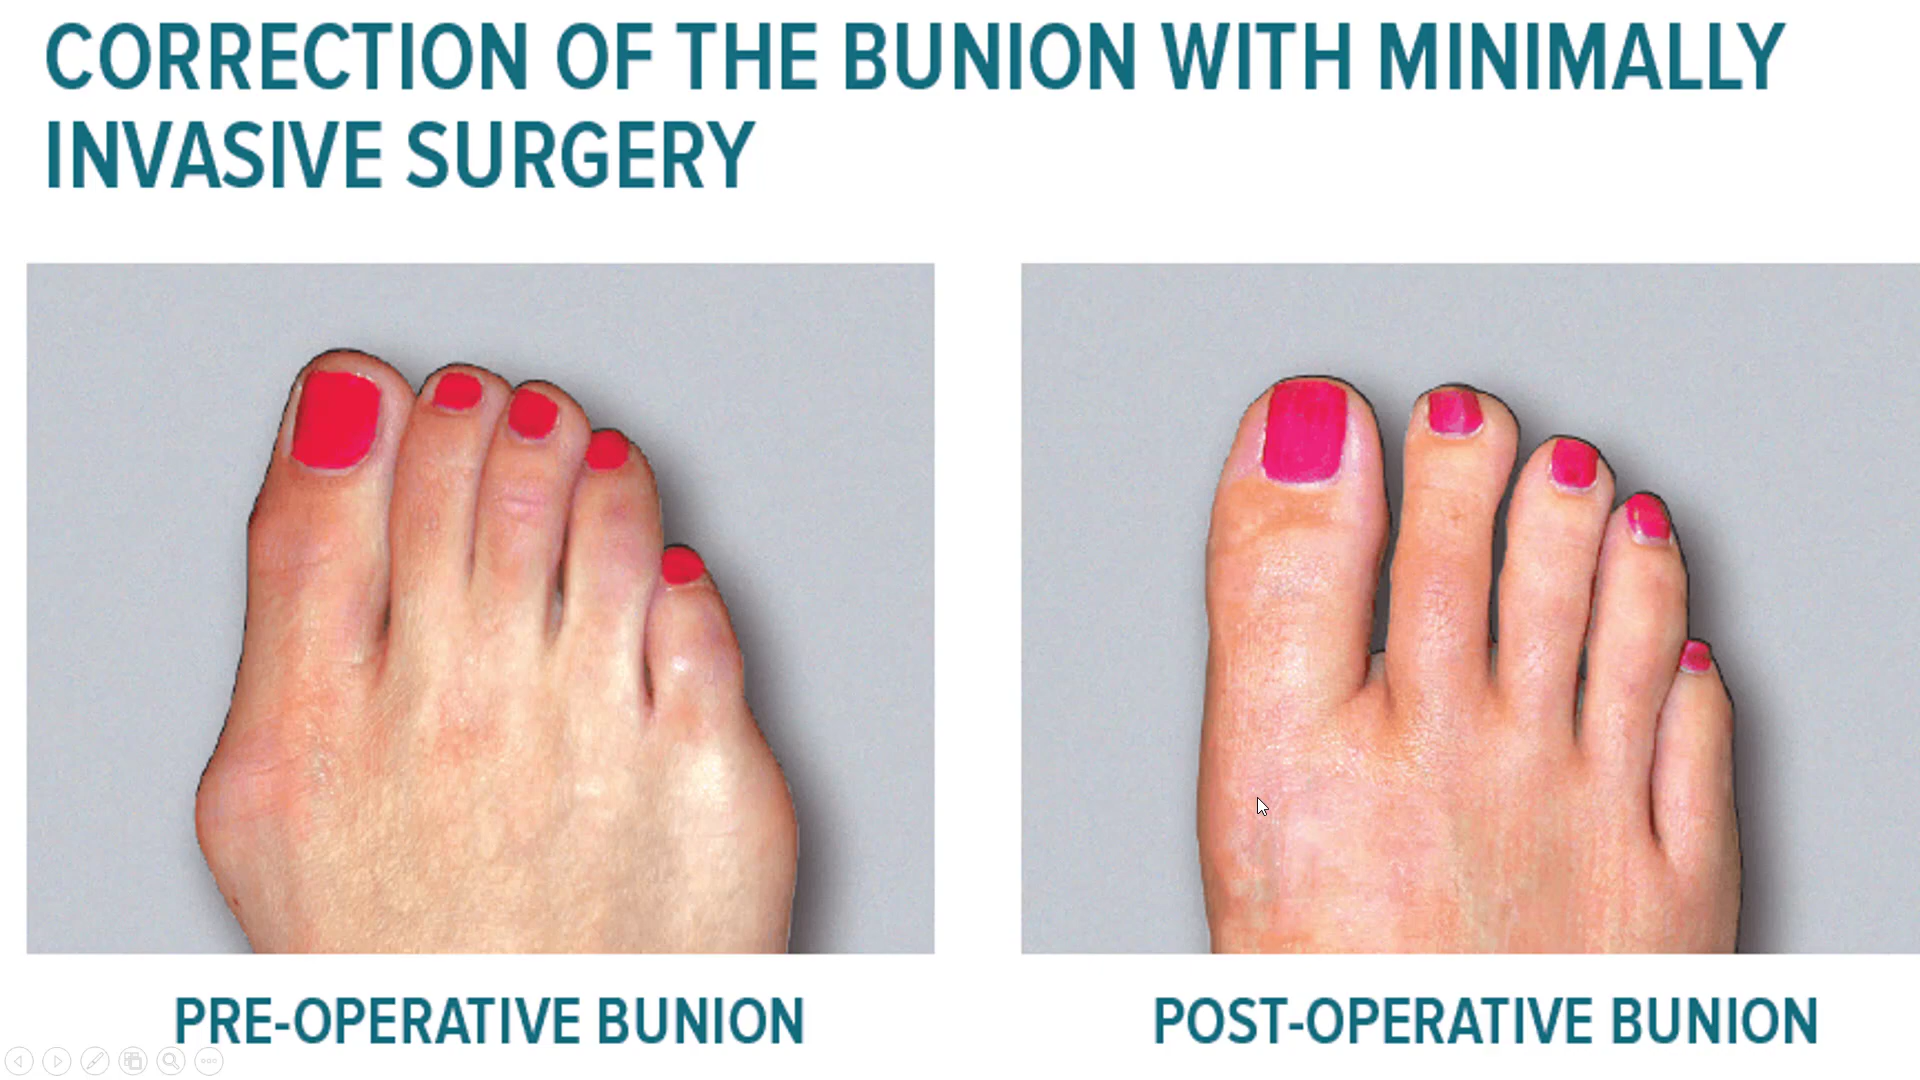 CORRECTION OF THE BUNION WITH MINIMALLY
INVASIVE SURGERY
PRE-OPERATIVE BUNION
POST-OPERATIVE BUNION